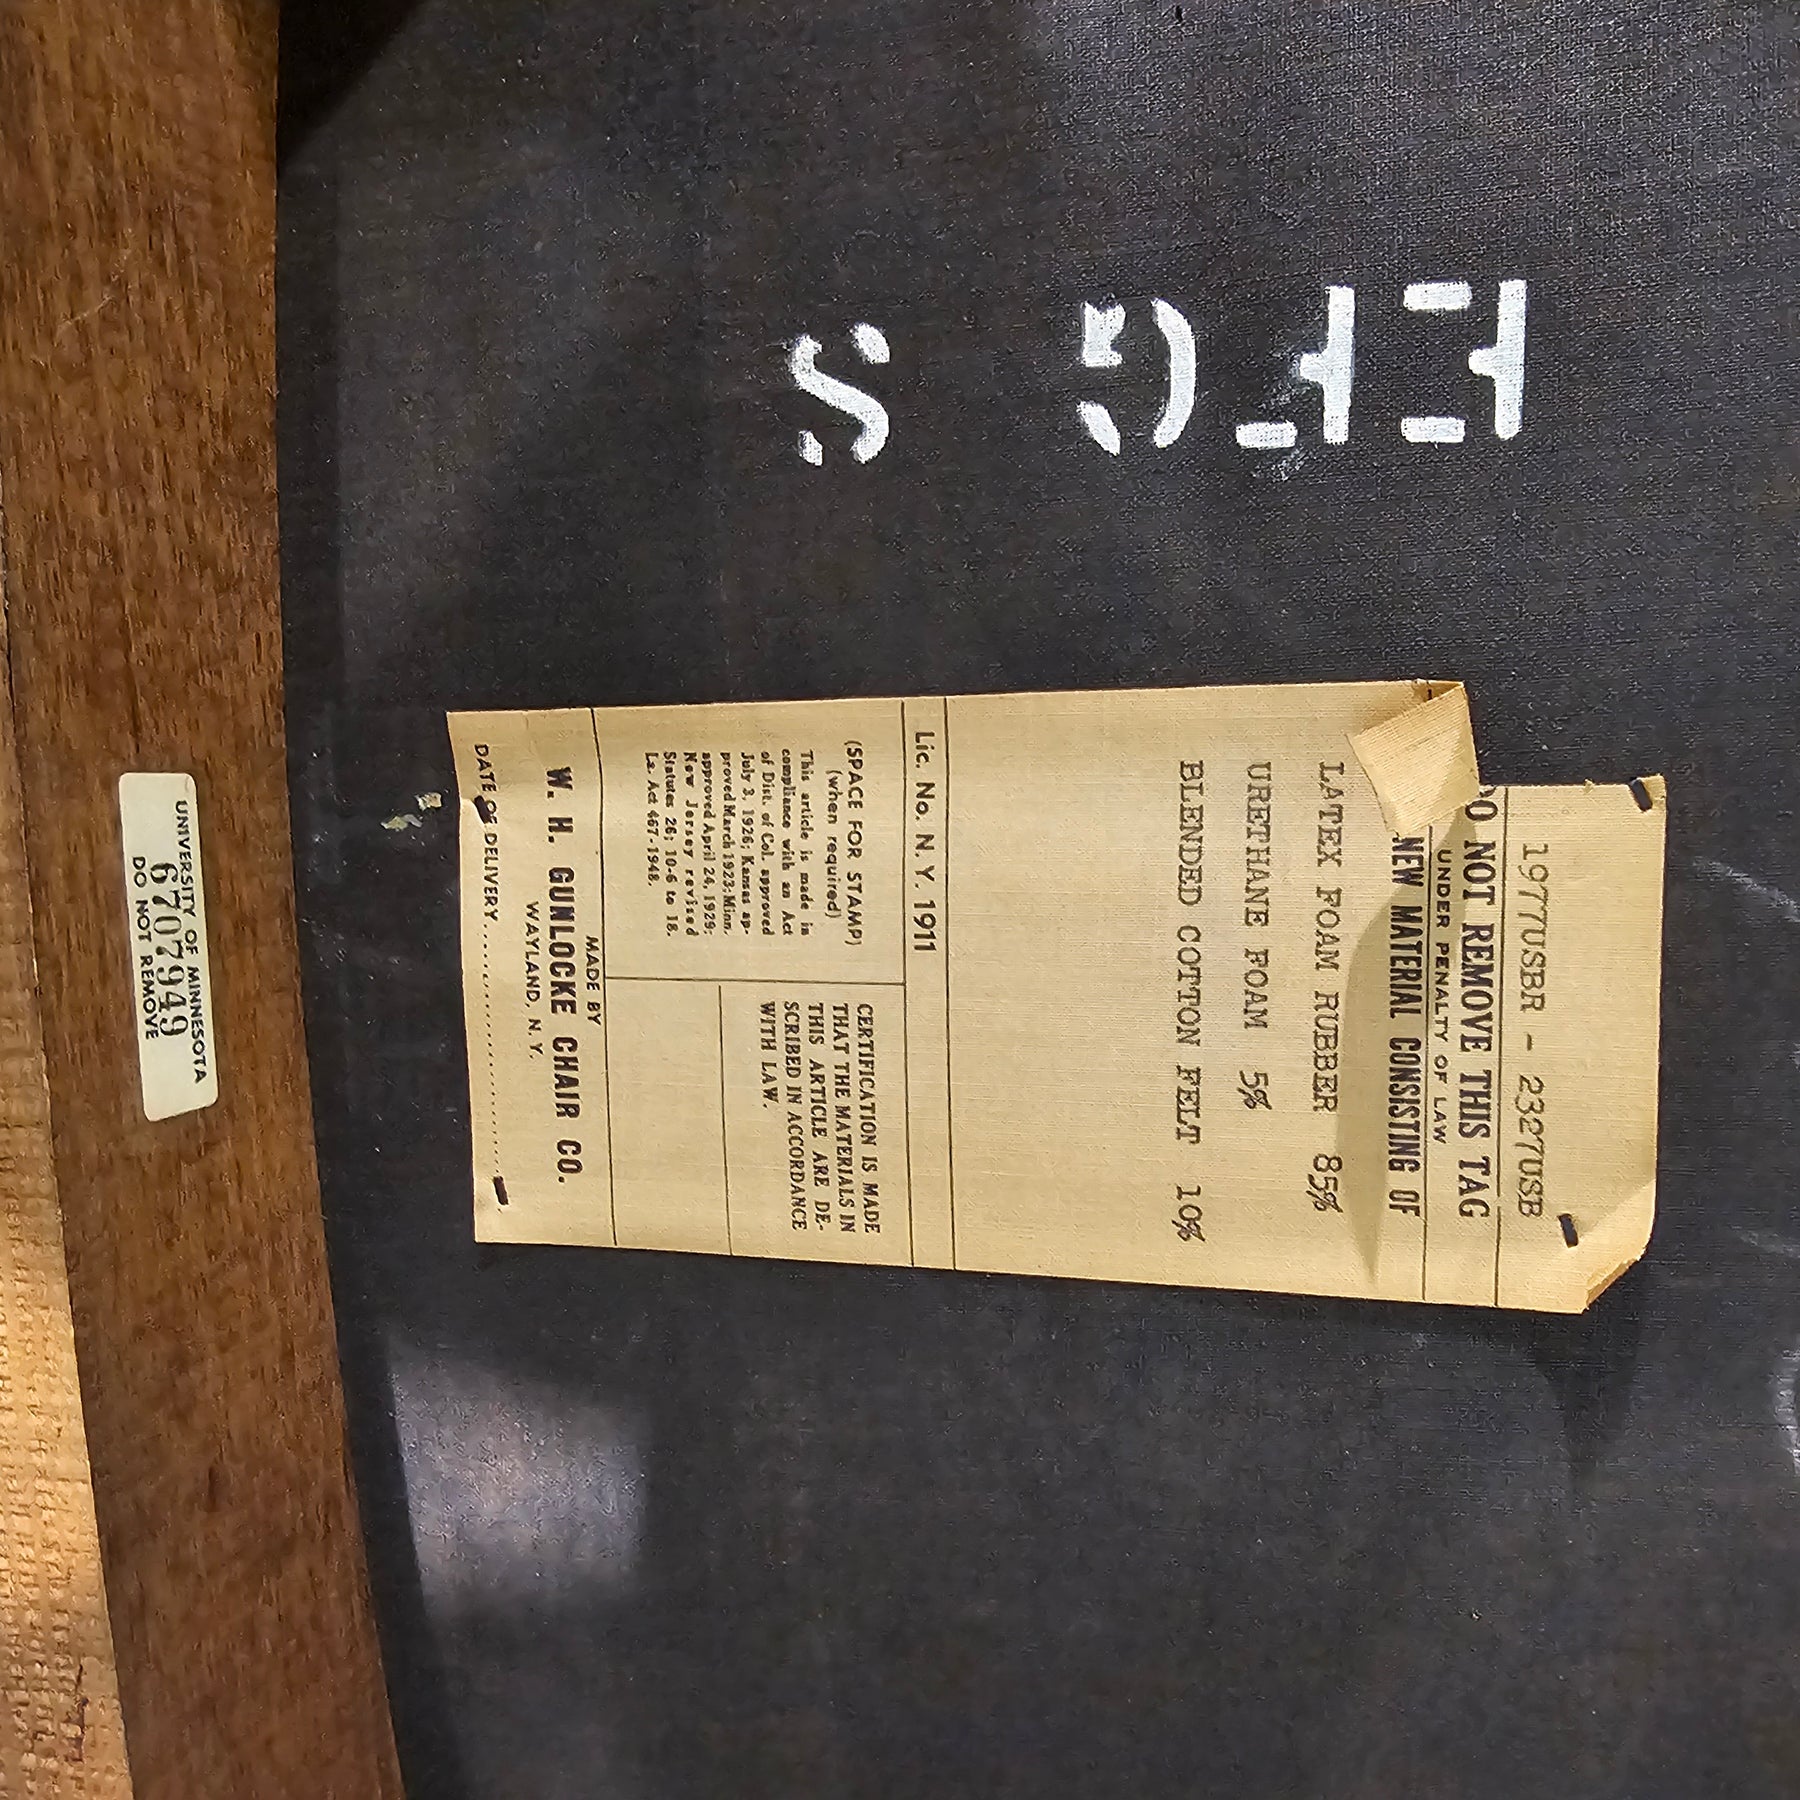 EFG S
1977USBR - 2327USB
DO NOT REMOVE THIS TAG
UNDER PENALTY OF LAW
NEW MATERIAL CONSISTING OF
LATEX FOAM RUBBER 85%
URETHANE FOAM 5%
BLENDED COTTON FELT 10%
Lic. No. N. Y. 1911
(SPACE FOR STAMP)
(when required)
This article is made in
compliance with an Act
of Dist. of Col. approved
July 3, 1926; Kansas ap-
proved March 1923; Minn.
approved April 24, 1929;
New Jersey revised
Statutes 26; 10-6 to 18.
La. Act 467-1948.
CERTIFICATION IS MADE
THAT THE MATERIALS IN
THIS ARTICLE ARE DE-
SCRIBED IN ACCORDANCE
WITH LAW.
MADE BY
W. H. GUNLOCKE CHAIR CO.
WAYLAND, N. Y.
DATE OF DELIVERY
UNIVERSITY OF MINNESOTA
6707949
DO NOT REMOVE